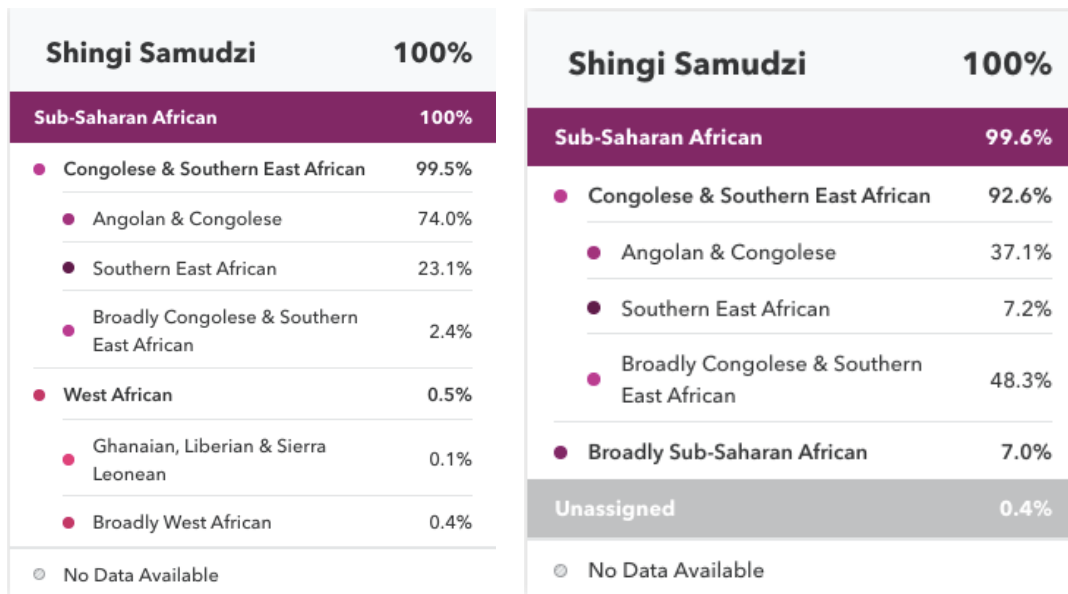 Shingi Samudzi 100%
Sub-Saharan African 100%
Congolese & Southern East African 99.5%
Angolan & Congolese 74.0%
Southern East African 23.1%
Broadly Congolese & Southern
East African 2.4%
West African 0.5%
Ghanaian, Liberian & Sierra
Leonean 0.1%
Broadly West African 0.4%
No Data Available
Shingi Samudzi 100%
Sub-Saharan African 99.6%
Congolese & Southern East African 92.6%
Angolan & Congolese 37.1%
Southern East African 7.2%
Broadly Congolese & Southern
East African 48.3%
Broadly Sub-Saharan African 7.0%
Unassigned 0.4%
No Data Available